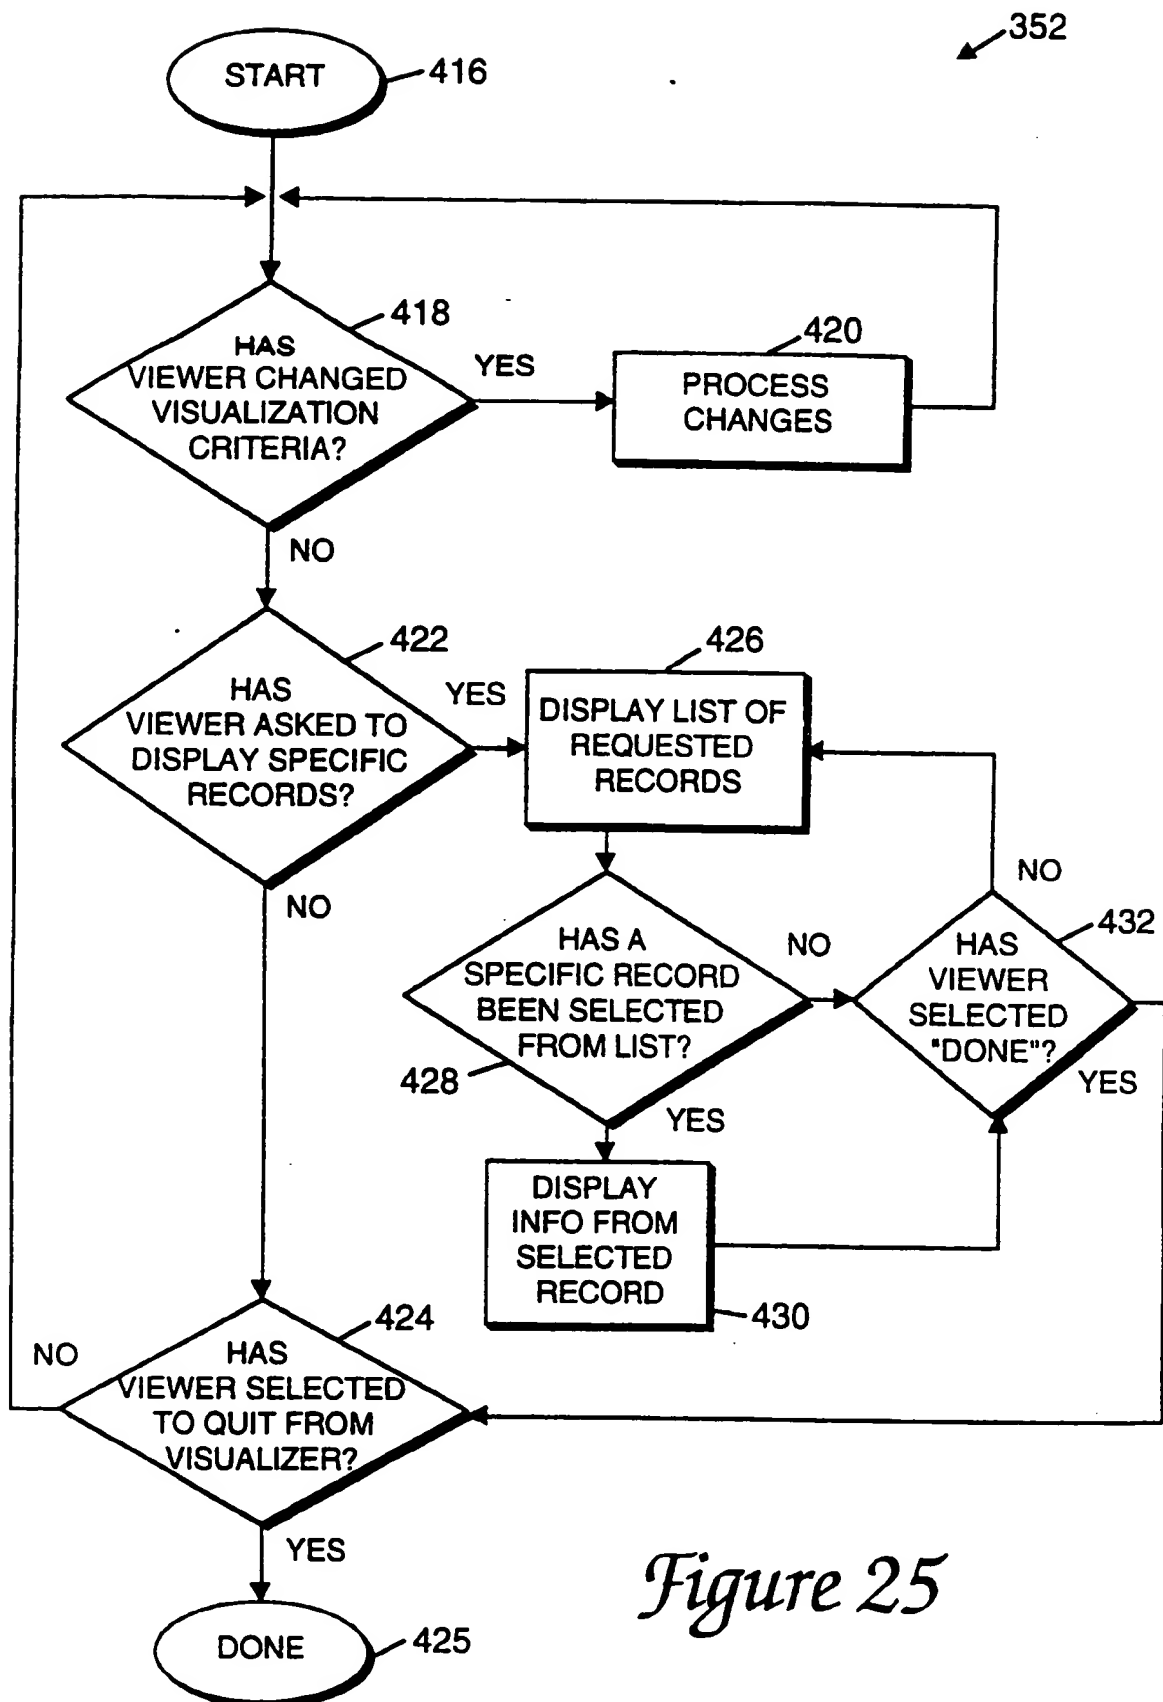 352
START
416
HAS
VIEWER CHANGED
VISUALIZATION
CRITERIA?
418
YES
420
PROCESS
CHANGES
NO
422
HAS
VIEWER ASKED TO
DISPLAY SPECIFIC
RECORDS?
YES
426
DISPLAY LIST OF
REQUESTED
RECORDS
NO
NO
HAS A
SPECIFIC RECORD
BEEN SELECTED
FROM LIST?
428
NO
432
HAS
VIEWER
SELECTED
"DONE"?
YES
YES
DISPLAY
INFO FROM
SELECTED
RECORD
430
424
NO
HAS
VIEWER SELECTED
TO QUIT FROM
VISUALIZER?
YES
DONE
425
Figure 25